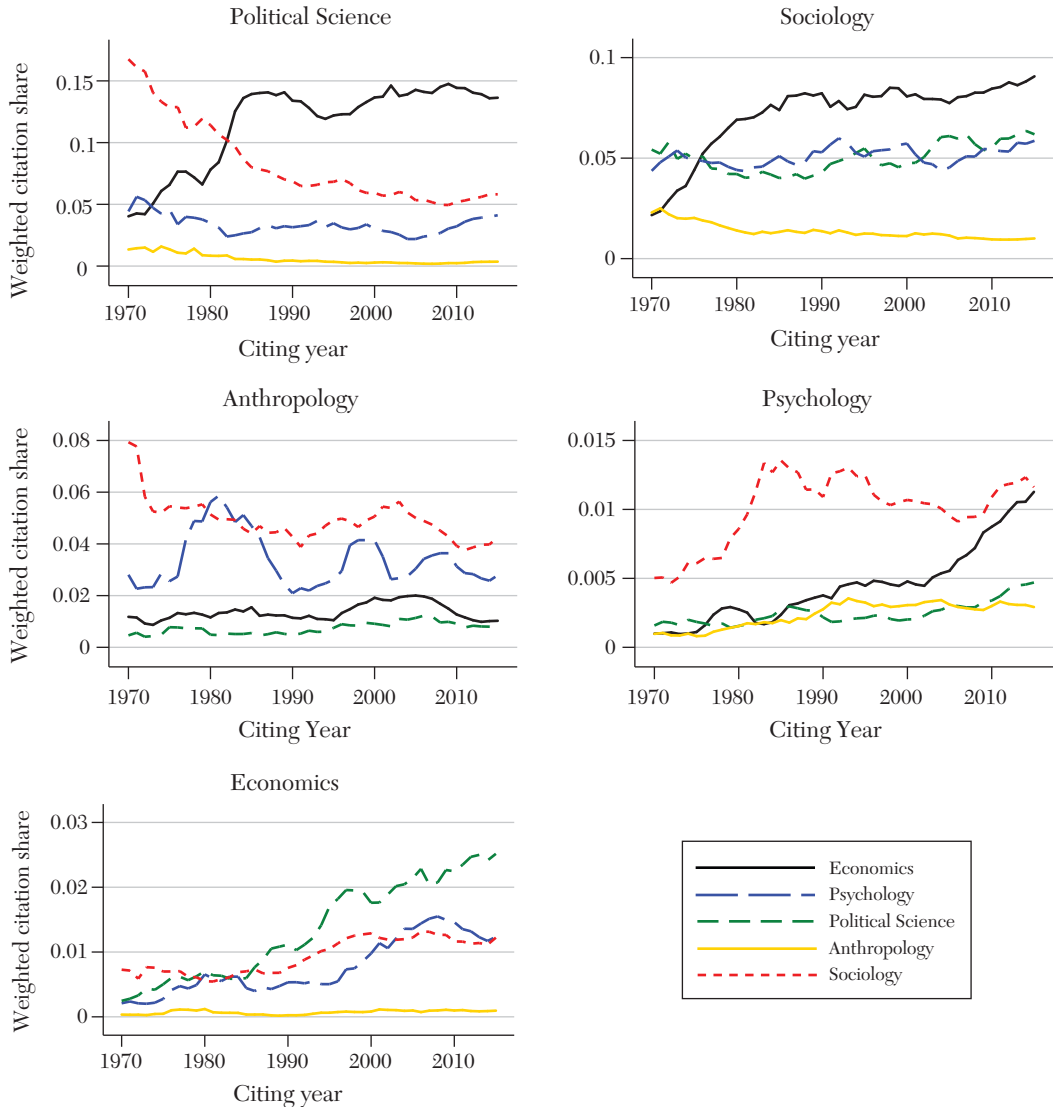 Political Science
Weighted citation share
0.15
0.1
0.05
0
1970 1980 1990 2000 2010
Citing year
Sociology
0.1
0.05
0
1970 1980 1990 2000 2010
Citing year
Anthropology
Weighted citation share
0.08
0.06
0.04
0.02
0
1970 1980 1990 2000 2010
Citing Year
Psychology
0.015
0.010
0.005
0
1970 1980 1990 2000 2010
Citing Year
Economics
Weighted citation share
0.03
0.02
0.01
0
1970 1980 1990 2000 2010
Citing year
Economics
Psychology
Political Science
Anthropology
Sociology